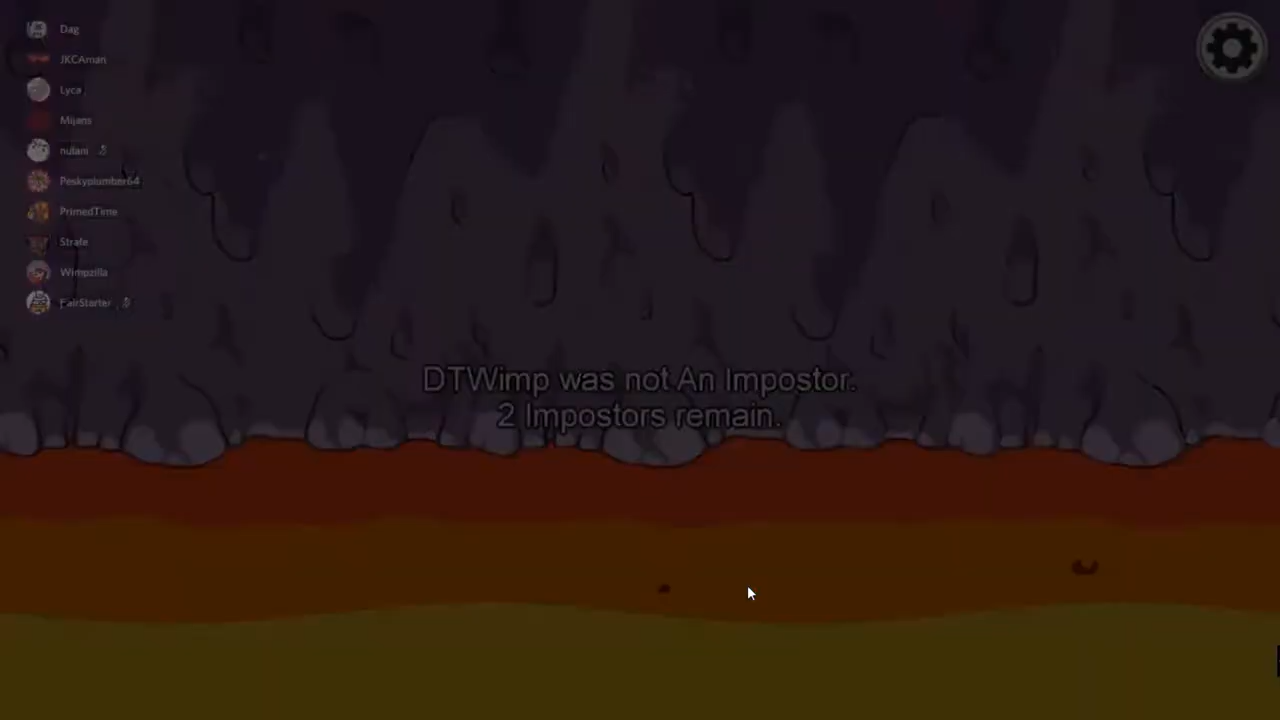 Dag
JKCAman
Lyca
Mijans
nulani
Peskyplumber64
PrimedTime
Strafe
Wimpzilla
FairStarter
DTWimp was not An Impostor.
2 Impostors remain.